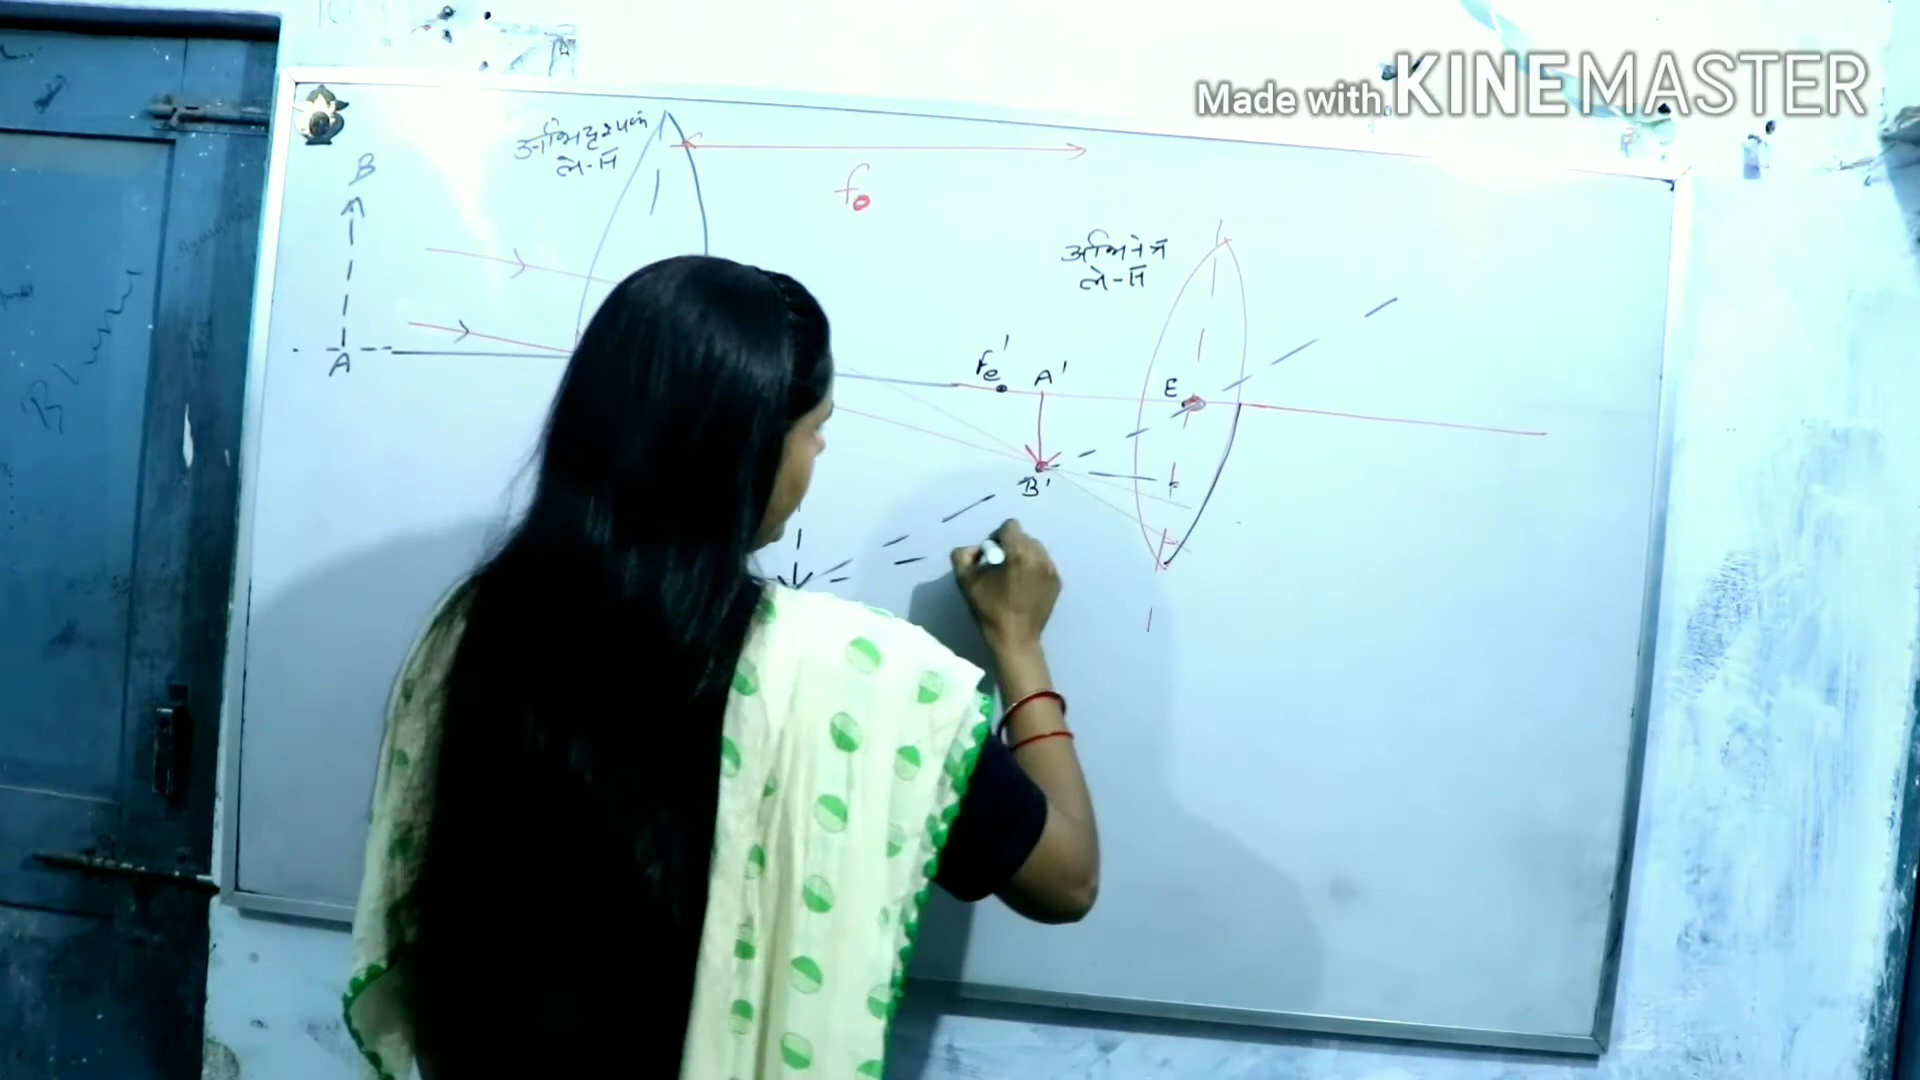 Made with KINEMASTER
अभिदृश्यक
लेन्स
B
f₀
अभिनेत्र
लेन्स
A
Fe'
A'
E
B'